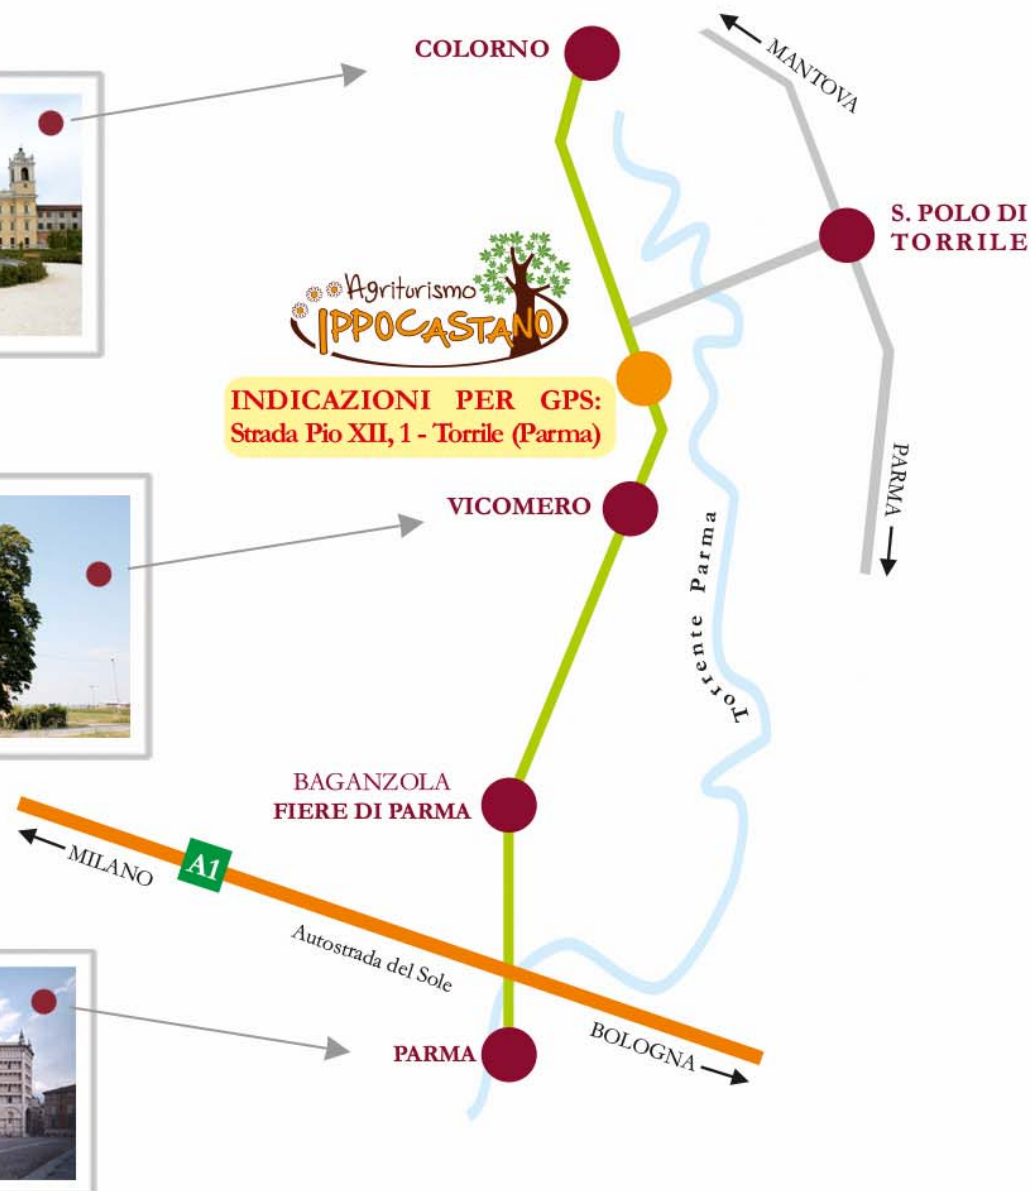 COLORNO
MANTOVA
S. POLO DI
TORRILE
Agriturismo
IPPOCASTANO
INDICAZIONI PER GPS:
Strada Pio XII, 1 - Torrile (Parma)
PARMA
VICOMERO
Torrente Parma
BAGANZOLA
FIERE DI PARMA
MILANO
A1
Autostrada del Sole
BOLOGNA
PARMA